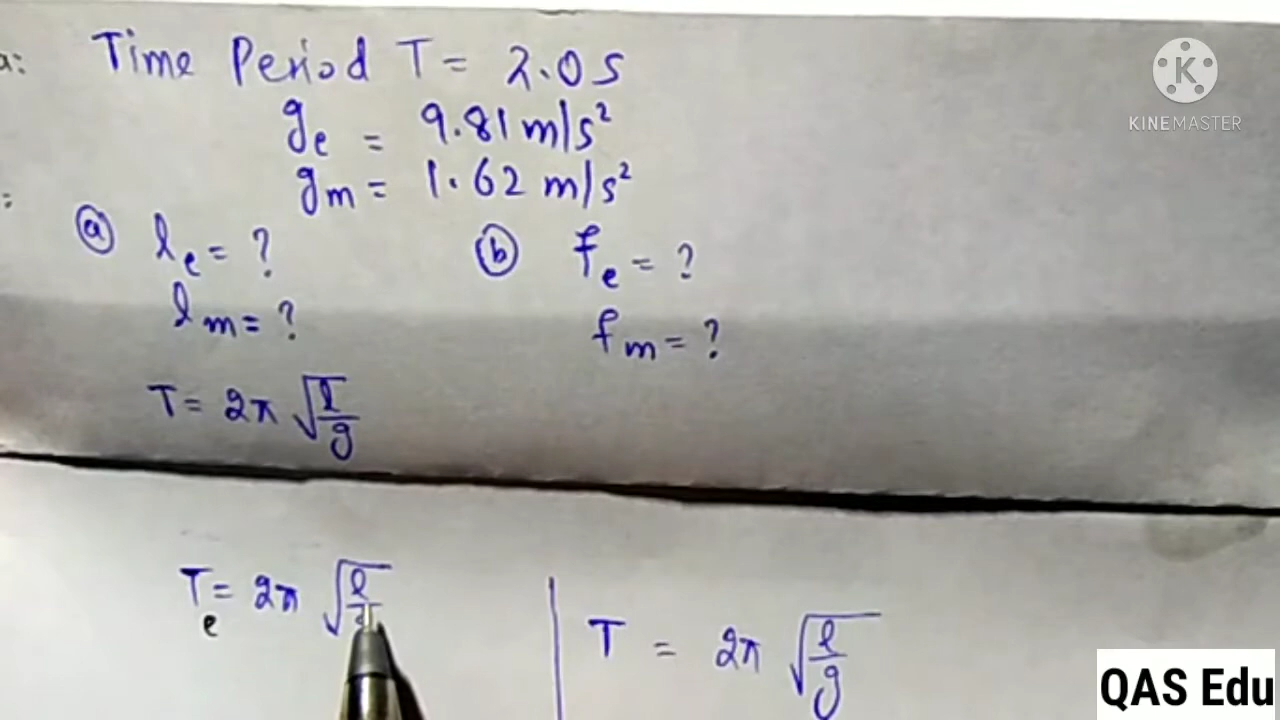 a: Time Period T = 2.0 s
KINEMASTER
gₑ = 9.81 m/s²
: gₘ = 1.62 m/s²
ⓐ lₑ = ? ⓑ fₑ = ?
lₘ = ? fₘ = ?
T = 2π √(l/g)
Tₑ = 2π √l
T = 2π √(l/g)
QAS Edu